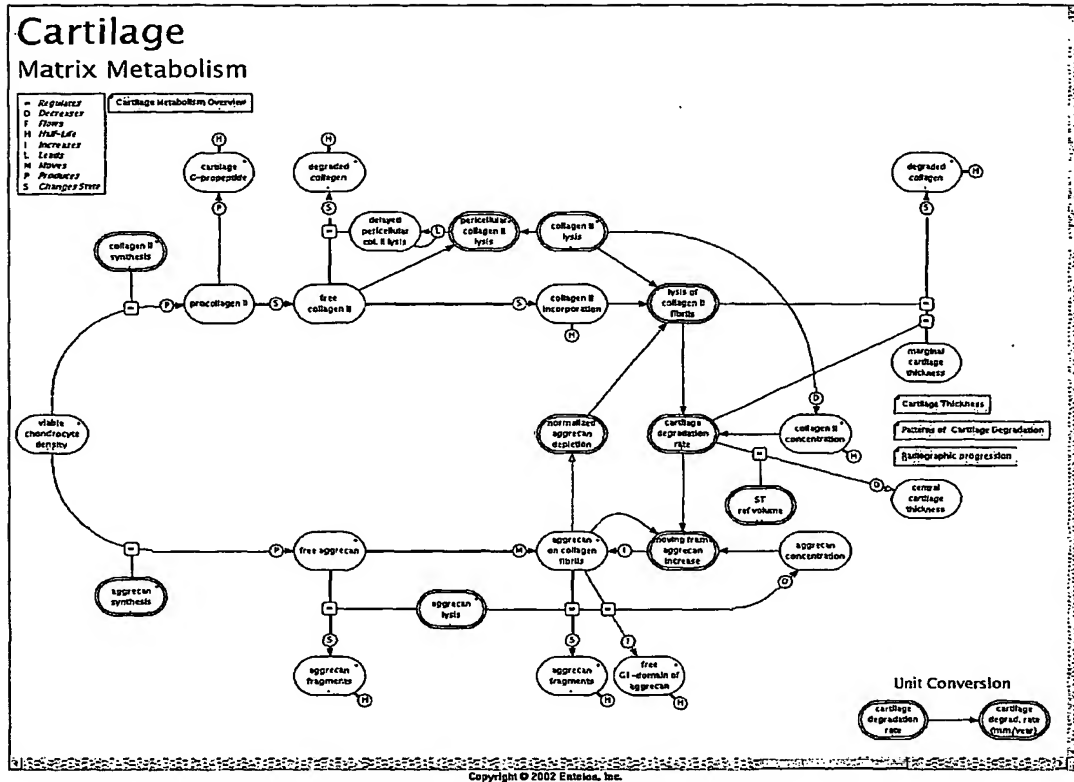 Cartilage
Matrix Metabolism
= Regulates
D Decreases
F Flows
H Half-Life
I Increases
L Leads
M Moves
P Produces
S Changes State
Cartilage Metabolism Overview
H
H
cartilage
C-propeptide
degraded
collagen
degraded
collagen
H
P
S
S
delayed
pericellular
col. II lysis
L
pericellular
collagen II
lysis
collagen II
lysis
collagen II
synthesis
=
=
P
procollagen II
S
free
collagen II
S
collagen II
incorporation
lysis of
collagen II
fibrils
=
=
H
marginal
cartilage
thickness
D
Cartilage Thickness
Patterns of Cartilage Degradation
Radiographic progression
viable
chondrocyte
density
normalized
aggrecan
depletion
cartilage
degradation
rate
collagen II
concentration
H
=
D
central
cartilage
thickness
ST
ref volume
=
P
free aggrecan
M
aggrecan
on collagen
fibrils
I
moving frame
aggrecan
increase
aggrecan
concentration
D
aggrecan
synthesis
=
aggrecan
lysis
=
=
S
S
I
aggrecan
fragments
H
aggrecan
fragments
H
free
G1-domain of
aggrecan
H
Unit Conversion
cartilage
degradation
rate
cartilage
degrad. rate
(mm/year)
Copyright © 2002 Entelos, Inc.